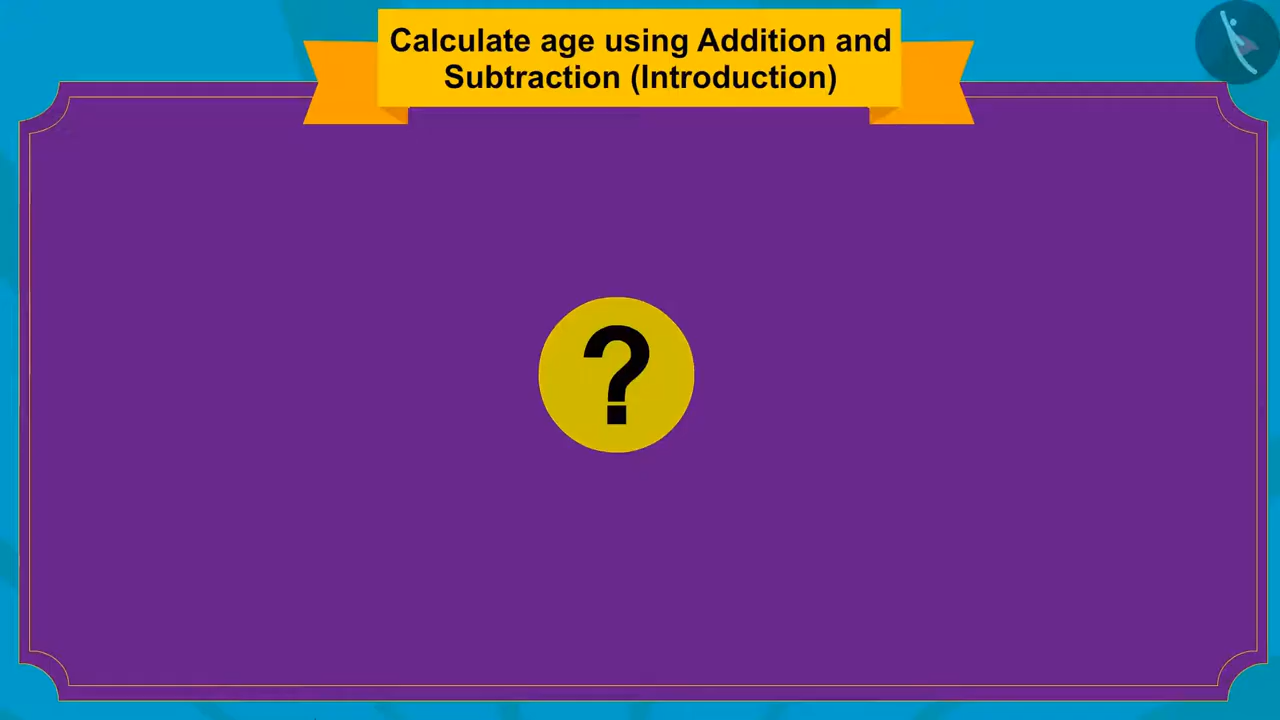 Calculate age using Addition and
Subtraction (Introduction)
?